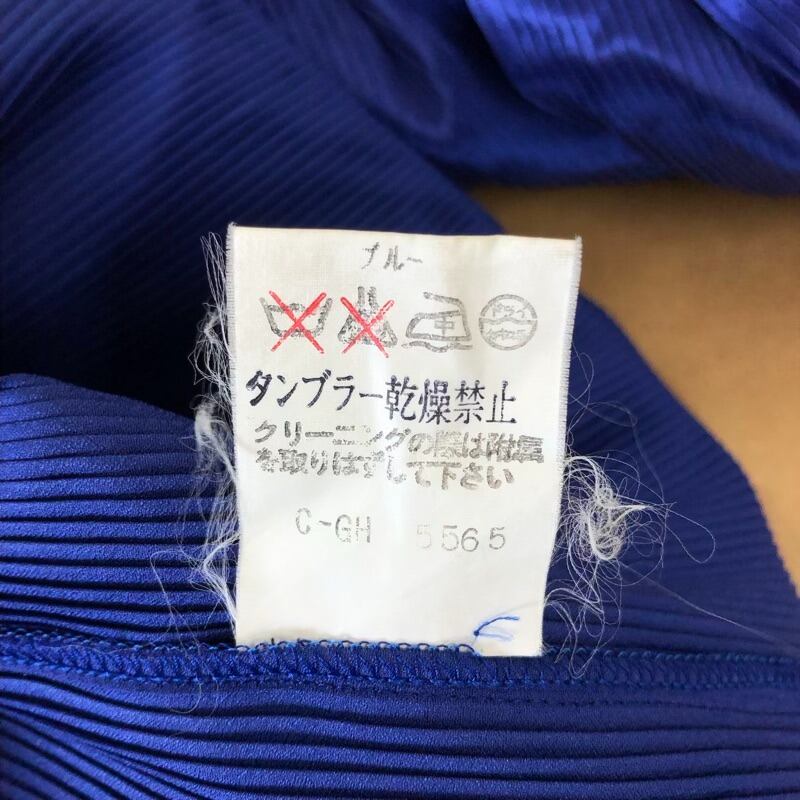 ブルー
タンブラー乾燥禁止
クリーニングの際は附属
を取りはずして下さい
C-GH 5565